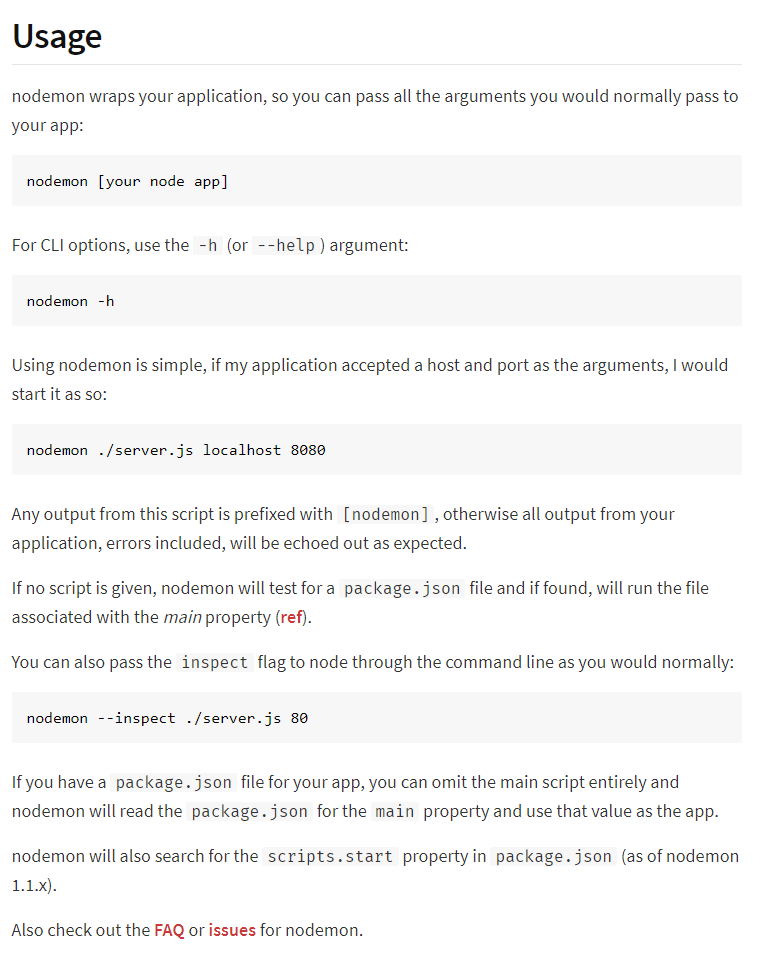 Usage
nodemon wraps your application, so you can pass all the arguments you would normally pass to
your app:
nodemon [your node app]
For CLI options, use the -h (or --help ) argument:
nodemon -h
Using nodemon is simple, if my application accepted a host and port as the arguments, I would
start it as so:
nodemon ./server.js localhost 8080
Any output from this script is prefixed with [nodemon] , otherwise all output from your
application, errors included, will be echoed out as expected.
If no script is given, nodemon will test for a package.json file and if found, will run the file
associated with the main property (ref).
You can also pass the inspect flag to node through the command line as you would normally:
nodemon --inspect ./server.js 80
If you have a package.json file for your app, you can omit the main script entirely and
nodemon will read the package.json for the main property and use that value as the app.
nodemon will also search for the scripts.start property in package.json (as of nodemon
1.1.x).
Also check out the FAQ or issues for nodemon.